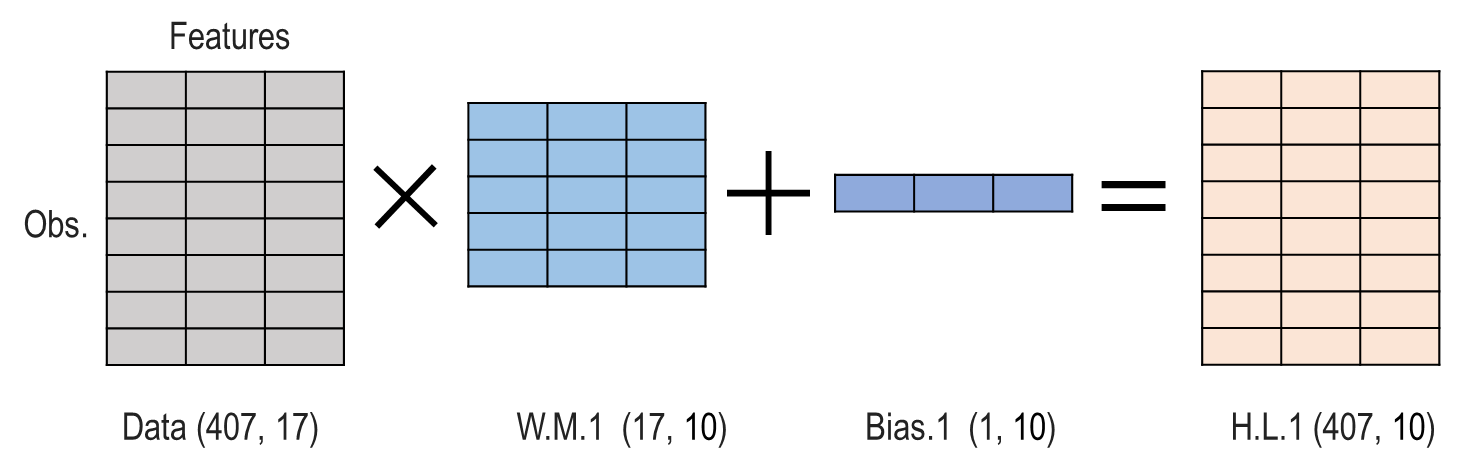 Features
Obs.
Data (407, 17)
W.M.1 (17, 10)
Bias.1 (1, 10)
H.L.1 (407, 10)